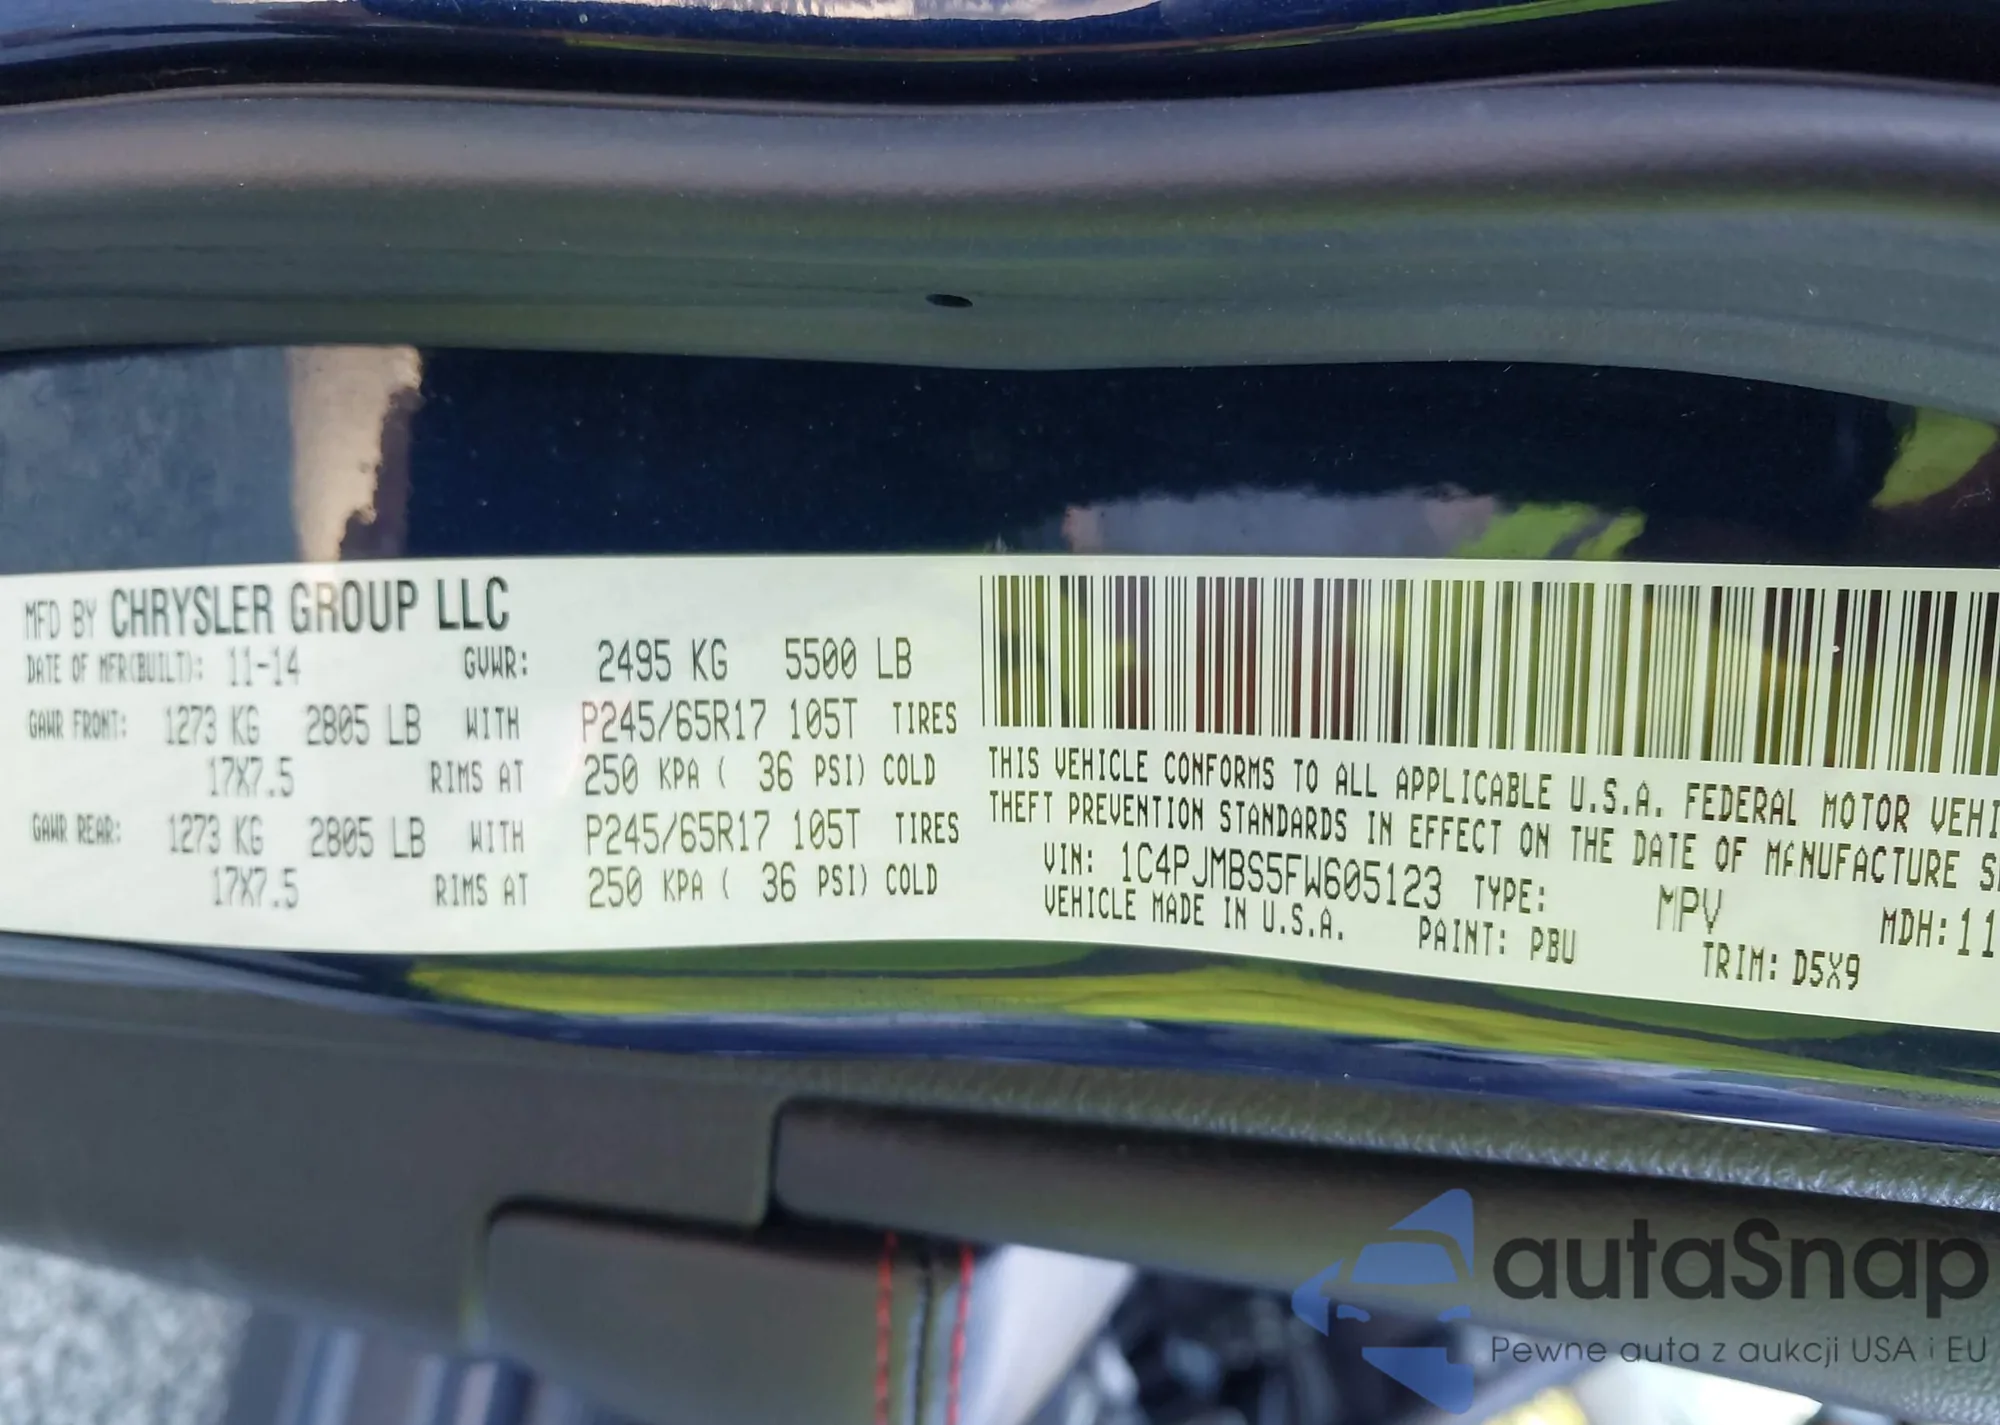 MFD BY CHRYSLER GROUP LLC
DATE OF MFR(BUILT): 11-14 GVWR: 2495 KG 5500 LB
GAWR FRONT: 1273 KG 2805 LB WITH P245/65R17 105T TIRES
17X7.5 RIMS AT 250 KPA ( 36 PSI) COLD
GAWR REAR: 1273 KG 2805 LB WITH P245/65R17 105T TIRES
17X7.5 RIMS AT 250 KPA ( 36 PSI) COLD
THIS VEHICLE CONFORMS TO ALL APPLICABLE U.S.A. FEDERAL MOTOR VEHI
THEFT PREVENTION STANDARDS IN EFFECT ON THE DATE OF MANUFACTURE S
VIN: 1C4PJMBS5FW605123 TYPE: MPV MDH:11
VEHICLE MADE IN U.S.A. PAINT: PBU TRIM: D5X9
autaSnap
Pewne auta z aukcji USA i EU